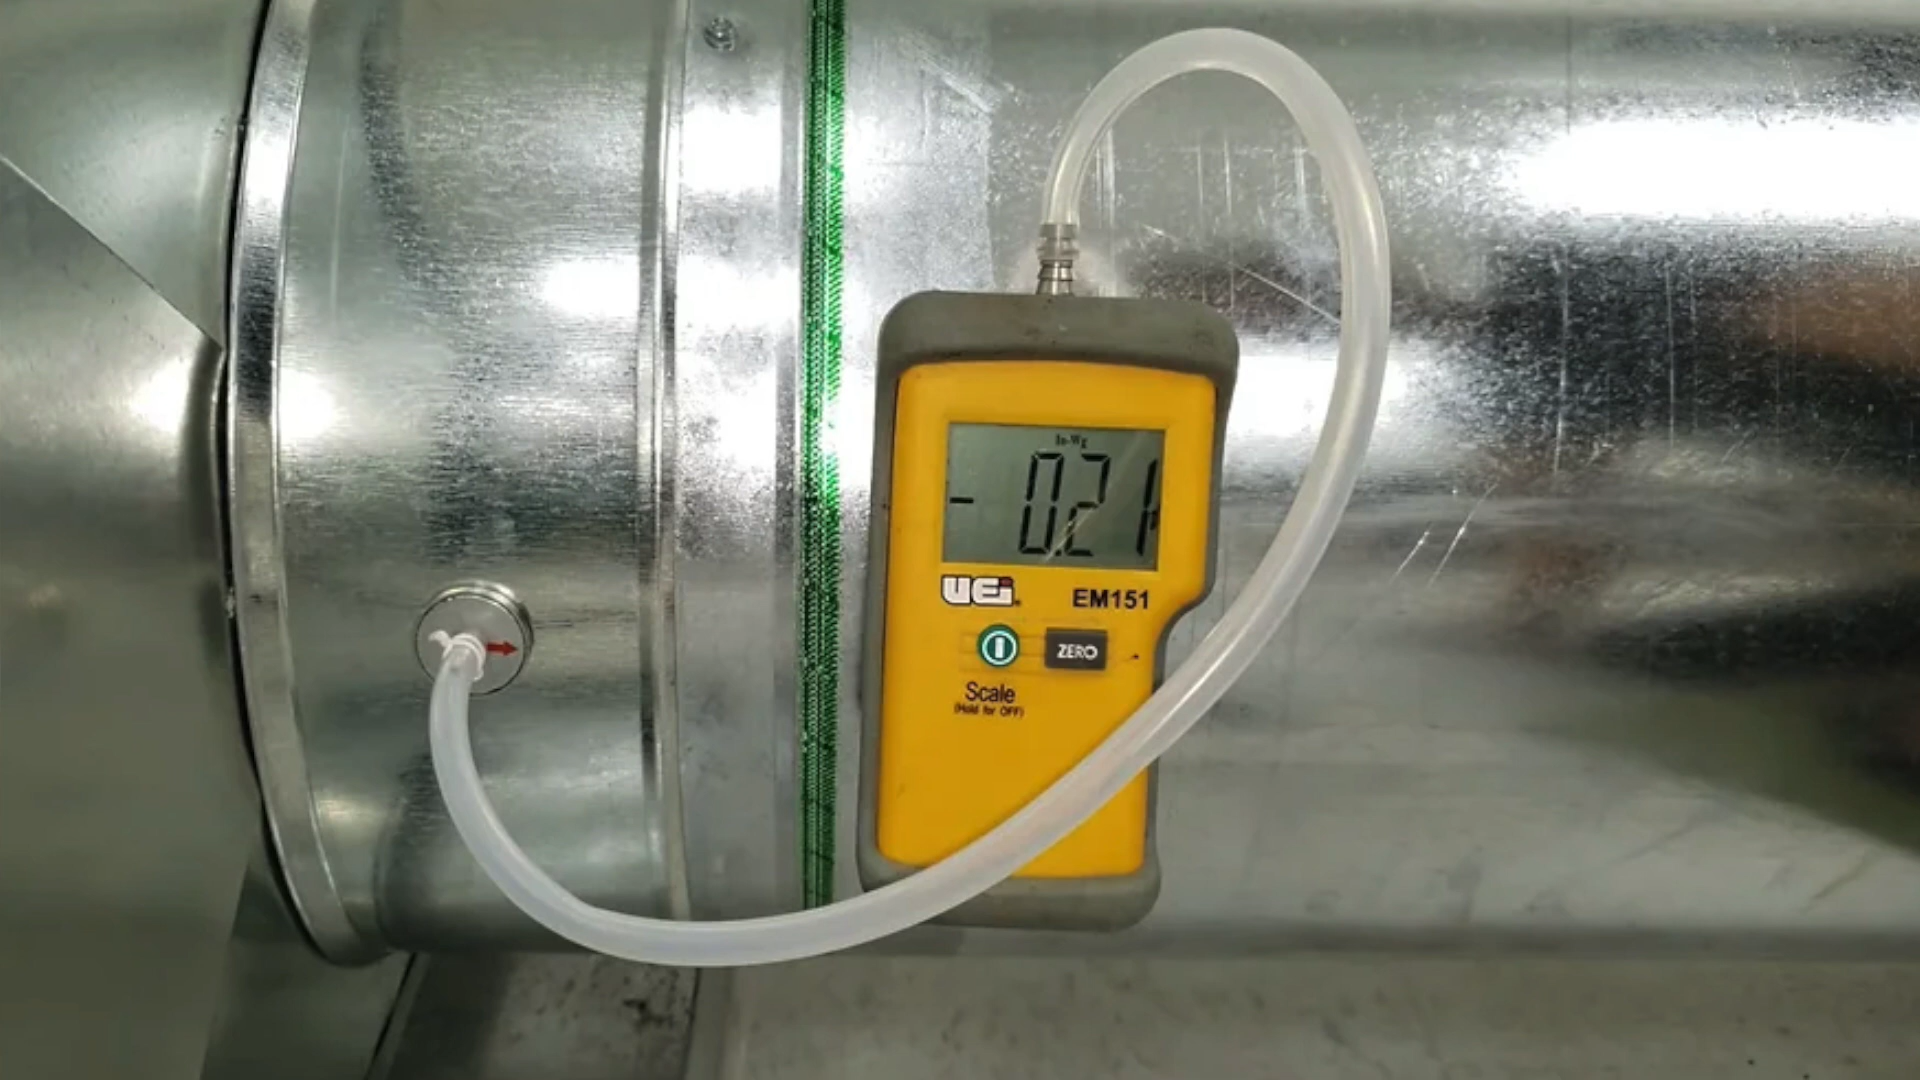 In-Wg
- 0.21
UEi
EM151
ZERO
Scale
(Hold for OFF)